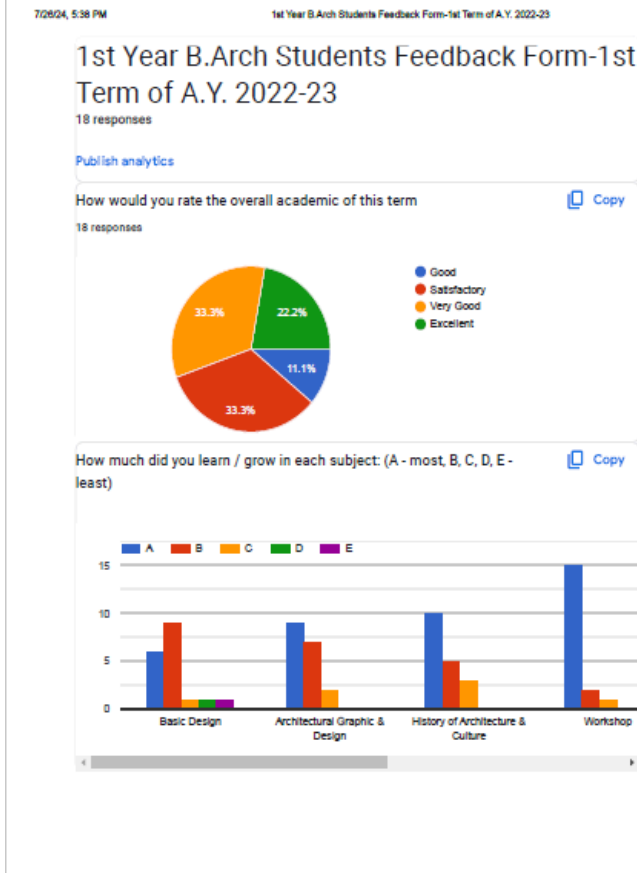 7/26/24, 5:38 PM 1st Year B.Arch Students Feedback Form-1st Term of A.Y. 2022-23
1st Year B.Arch Students Feedback Form-1st
Term of A.Y. 2022-23
18 responses
Publish analytics
How would you rate the overall academic of this term Copy
18 responses
Good
Satisfactory
Very Good
Excellent
33.3% 22.2%
11.1%
33.3%
How much did you learn / grow in each subject: (A - most, B, C, D, E - Copy
least)
A B C D E
15
10
5
0
Basic Design Architectural Graphic & History of Architecture & Workshop
Design Culture